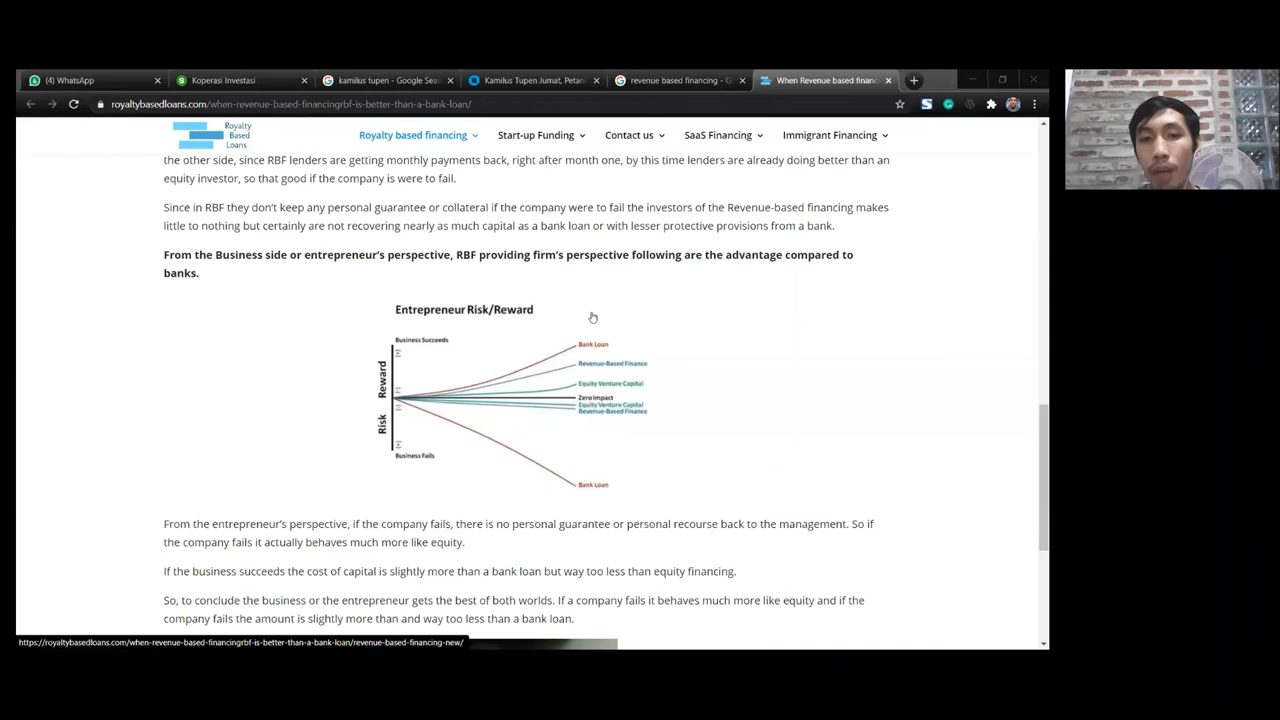 (4) WhatsApp
Koperasi Investasi
kamilus tupen - Google Sea
Kamilus Tupen Jumat, Petan
revenue based financing - G
When Revenue based financ
royaltybasedloans.com/when-revenue-based-financingrbf-is-better-than-a-bank-loan/
Royalty
Based
Loans
Royalty based financing
Start-up Funding
Contact us
SaaS Financing
Immigrant Financing
the other side, since RBF lenders are getting monthly payments back, right after month one, by this time lenders are already doing better than an
equity investor, so that good if the company is were to fail.
Since in RBF they don't keep any personal guarantee or collateral if the company were to fail the investors of the Revenue-based financing makes
little to nothing but certainly are not recovering nearly as much capital as a bank loan or with lesser protective provisions from a bank.
From the Business side or entrepreneur's perspective, RBF providing firm's perspective following are the advantage compared to
banks.
Entrepreneur Risk/Reward
Business Succeeds
Reward
Risk
Business Fails
Bank Loan
Revenue-Based Finance
Equity Venture Capital
Zero Impact
Equity Venture Capital
Revenue-Based Finance
Bank Loan
From the entrepreneur's perspective, if the company fails, there is no personal guarantee or personal recourse back to the management. So if
the company fails it actually behaves much more like equity.
If the business succeeds the cost of capital is slightly more than a bank loan but way too less than equity financing.
So, to conclude the business or the entrepreneur gets the best of both worlds. If a company fails it behaves much more like equity and if the
company fails the amount is slightly more than and way too less than a bank loan.
https://royaltybasedloans.com/when-revenue-based-financingrbf-is-better-than-a-bank-loan/revenue-based-financing-new/